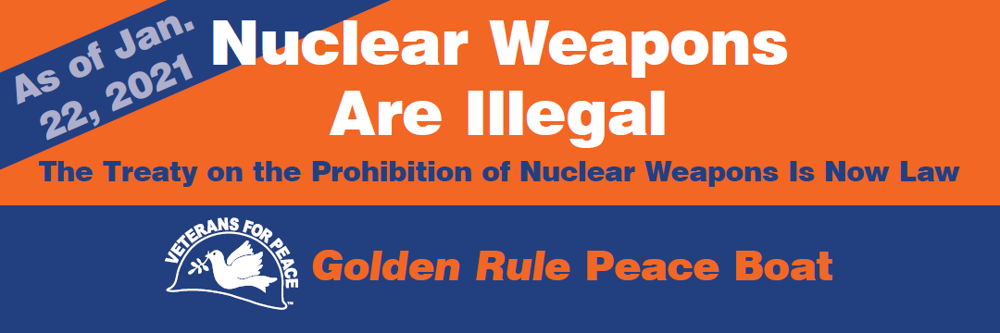 As of Jan.
22, 2021
Nuclear Weapons
Are Illegal
The Treaty on the Prohibition of Nuclear Weapons Is Now Law
VETERANS FOR PEACE
™
Golden Rule Peace Boat